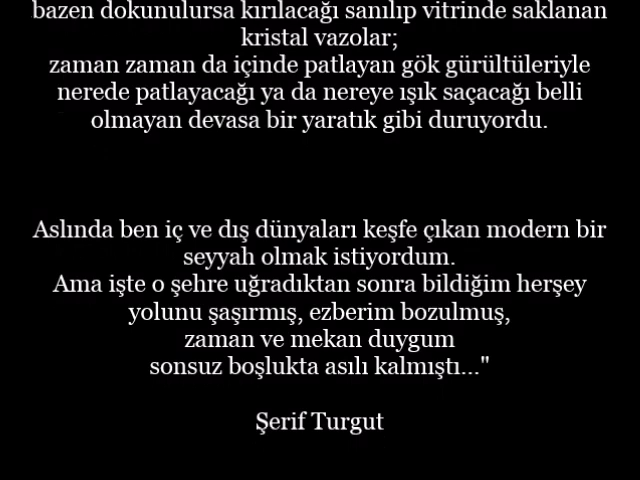 bazen dokunulursa kırılacağı sanılıp vitrinde saklanan
kristal vazolar;
zaman zaman da içinde patlayan gök gürültüleriyle
nerede patlayacağı ya da nereye ışık saçacağı belli
olmayan devasa bir yaratık gibi duruyordu.
Aslında ben iç ve dış dünyaları keşfe çıkan modern bir
seyyah olmak istiyordum.
Ama işte o şehre uğradıktan sonra bildiğim herşey
yolunu şaşırmış, ezberim bozulmuş,
zaman ve mekan duygum
sonsuz boşlukta asılı kalmıştı..."
Şerif Turgut